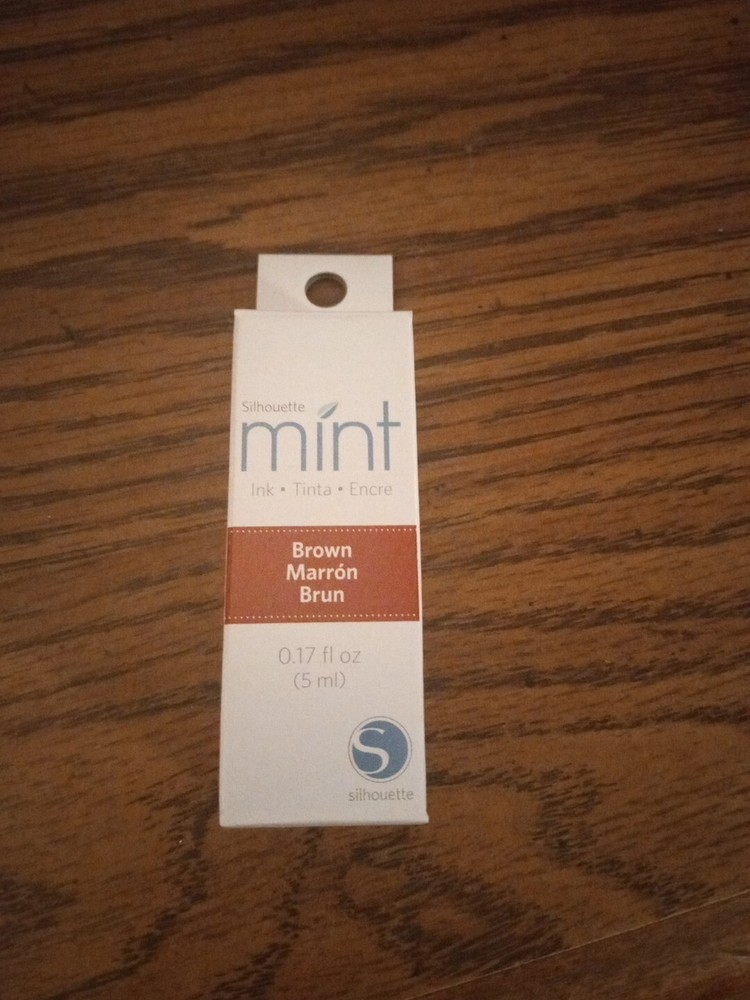 Silhouette
mint
Ink • Tinta • Encre
Brown
Marrón
Brun
0.17 fl oz
(5 ml)
S
silhouette